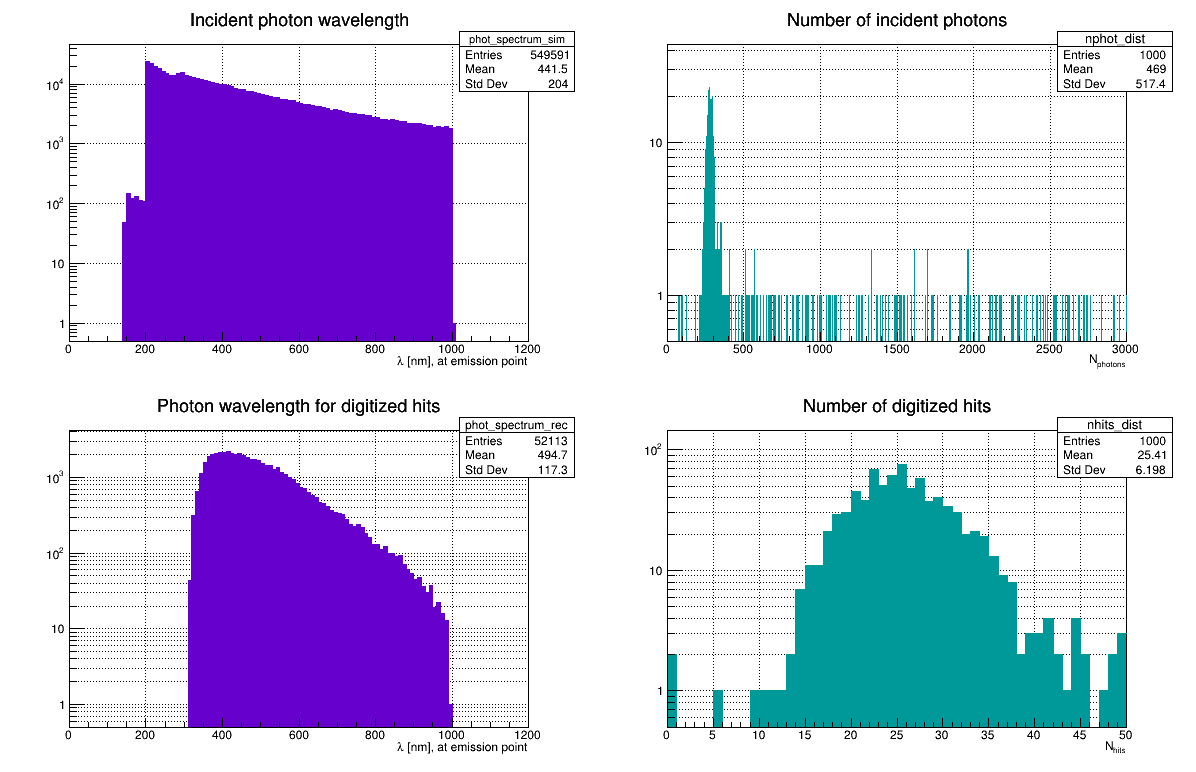 Incident photon wavelength
phot_spectrum_sim
Entries 549591
Mean 441.5
Std Dev 204
10^4
10^3
10^2
10
1
0 200 400 600 800 1000 1200
λ [nm], at emission point
Number of incident photons
nphot_dist
Entries 1000
Mean 469
Std Dev 517.4
10
1
0 500 1000 1500 2000 2500 3000
N_photons
Photon wavelength for digitized hits
phot_spectrum_rec
Entries 52113
Mean 494.7
Std Dev 117.3
10^3
10^2
10
1
0 200 400 600 800 1000 1200
λ [nm], at emission point
Number of digitized hits
nhits_dist
Entries 1000
Mean 25.41
Std Dev 6.198
10^2
10
1
0 5 10 15 20 25 30 35 40 45 50
N_hits